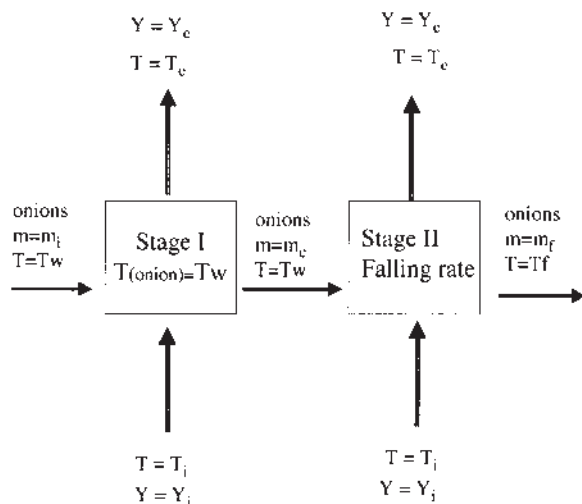 Y = Y_e
T = T_e
Y = Y_e
T = T_e
onions
m=m_i
T=Tw
Stage I
T(onion)=Tw
onions
m=m_c
T=Tw
Stage II
Falling rate
onions
m=m_f
T=Tf
T = T_i
Y = Y_i
T = T_i
Y = Y_i